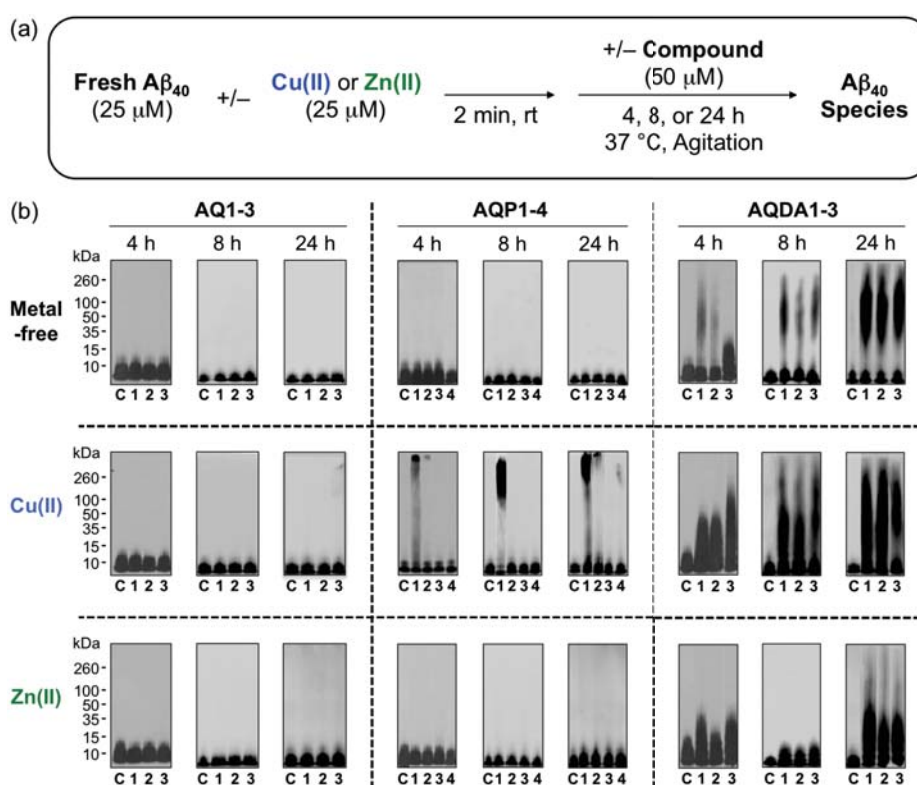 (a)
Fresh Aβ40 +/– Cu(II) or Zn(II) +/– Compound Aβ40
(25 μM) (25 μM) 2 min, rt (50 μM) Species
4, 8, or 24 h
37 °C, Agitation
(b)
AQ1-3 AQP1-4 AQDA1-3
4 h 8 h 24 h 4 h 8 h 24 h 4 h 8 h 24 h
Metal
-free
kDa
260
100
50
35
15
10
C 1 2 3 C 1 2 3 C 1 2 3 C 1 2 3 4 C 1 2 3 4 C 1 2 3 4 C 1 2 3 C 1 2 3 C 1 2 3
Cu(II)
kDa
260
100
50
35
15
10
C 1 2 3 C 1 2 3 C 1 2 3 C 1 2 3 4 C 1 2 3 4 C 1 2 3 4 C 1 2 3 C 1 2 3 C 1 2 3
Zn(II)
kDa
260
100
50
35
15
10
C 1 2 3 C 1 2 3 C 1 2 3 C 1 2 3 4 C 1 2 3 4 C 1 2 3 4 C 1 2 3 C 1 2 3 C 1 2 3